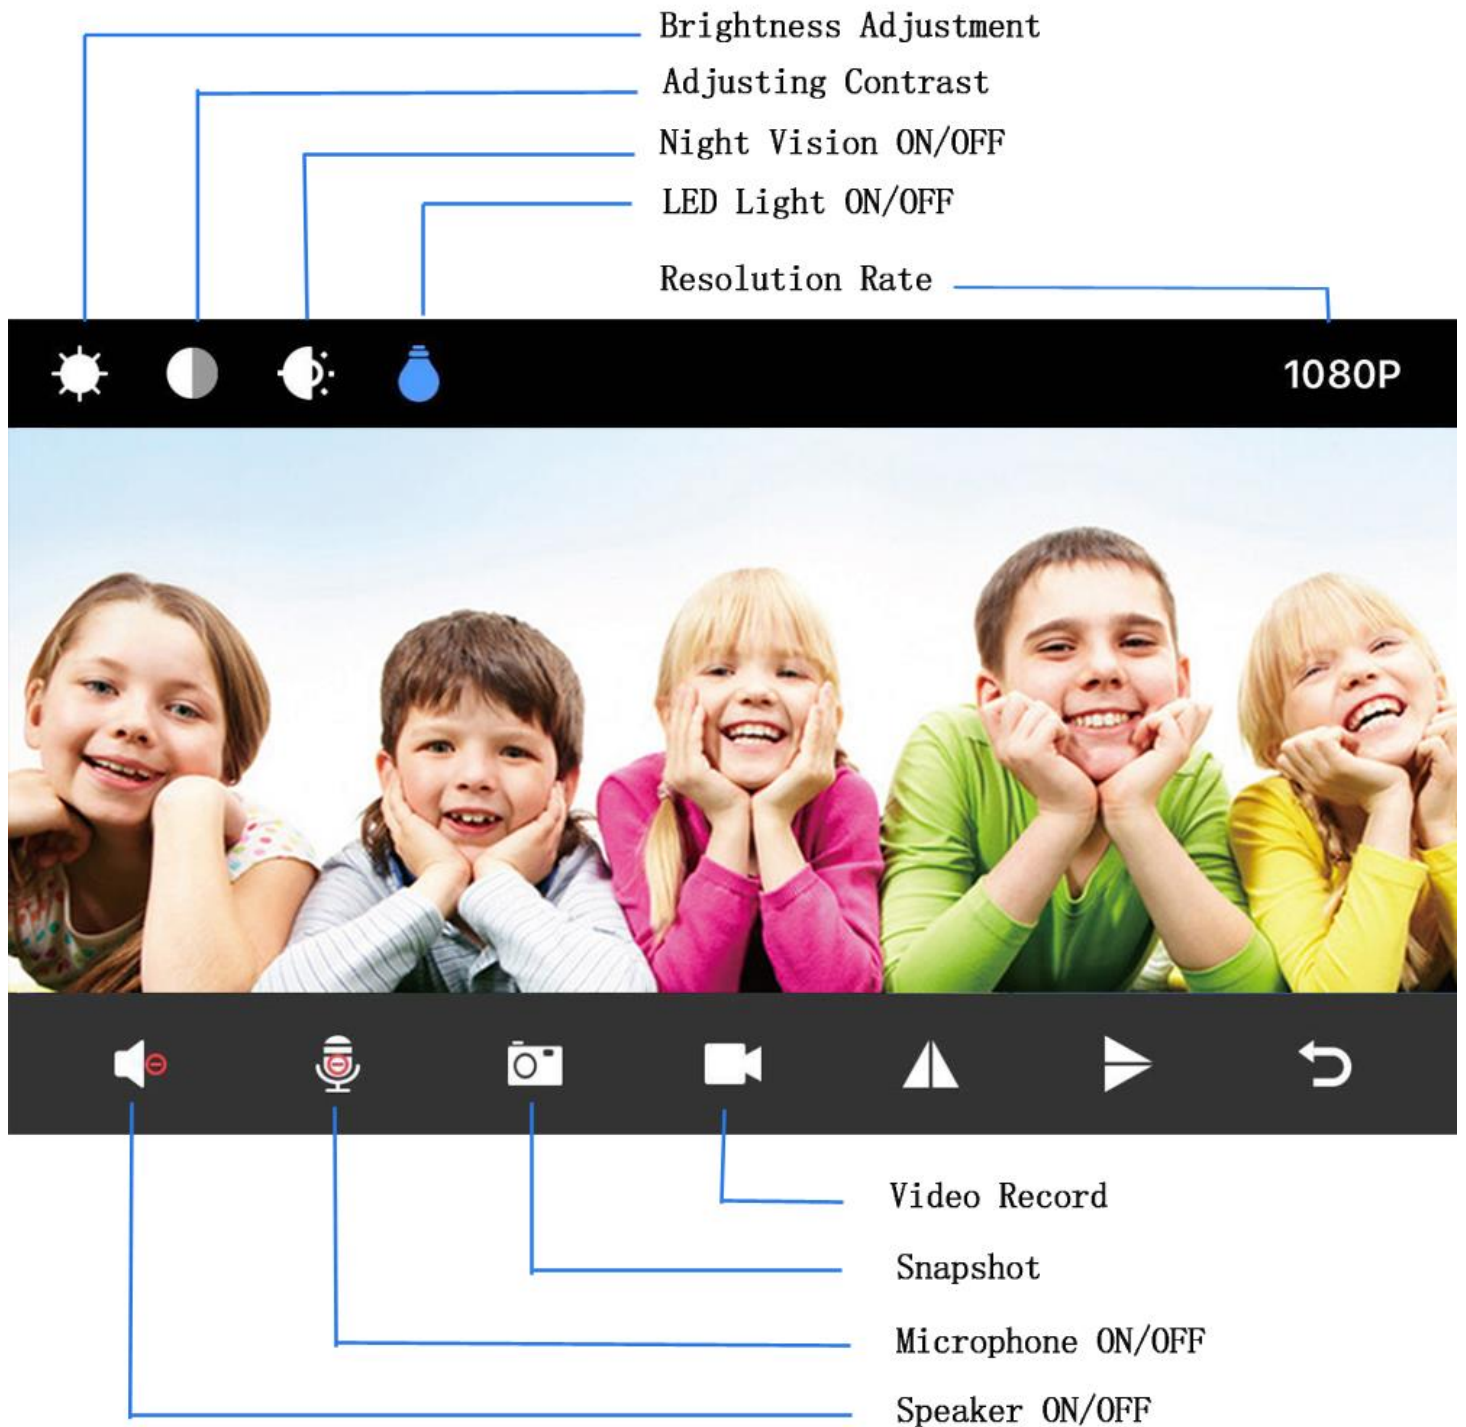 Brightness Adjustment
Adjusting Contrast
Night Vision ON/OFF
LED Light ON/OFF
Resolution Rate
1080P
Video Record
Snapshot
Microphone ON/OFF
Speaker ON/OFF